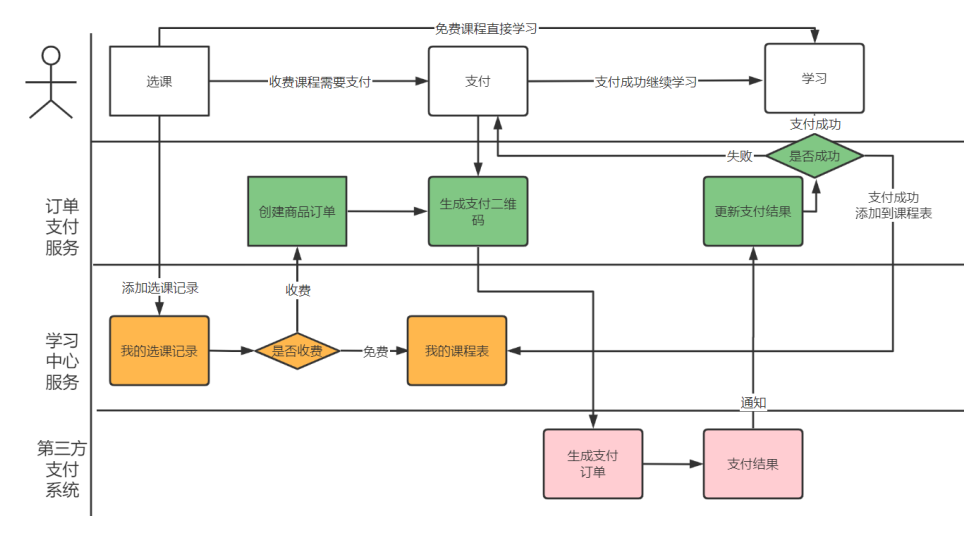 免费课程直接学习
选课
收费课程需要支付
支付
支付成功继续学习
学习
支付成功
失败
是否成功
订单
支付
服务
创建商品订单
生成支付二维
码
更新支付结果
支付成功
添加到课程表
添加选课记录
收费
学习
中心
服务
我的选课记录
是否收费
免费
我的课程表
通知
第三方
支付
系统
生成支付
订单
支付结果